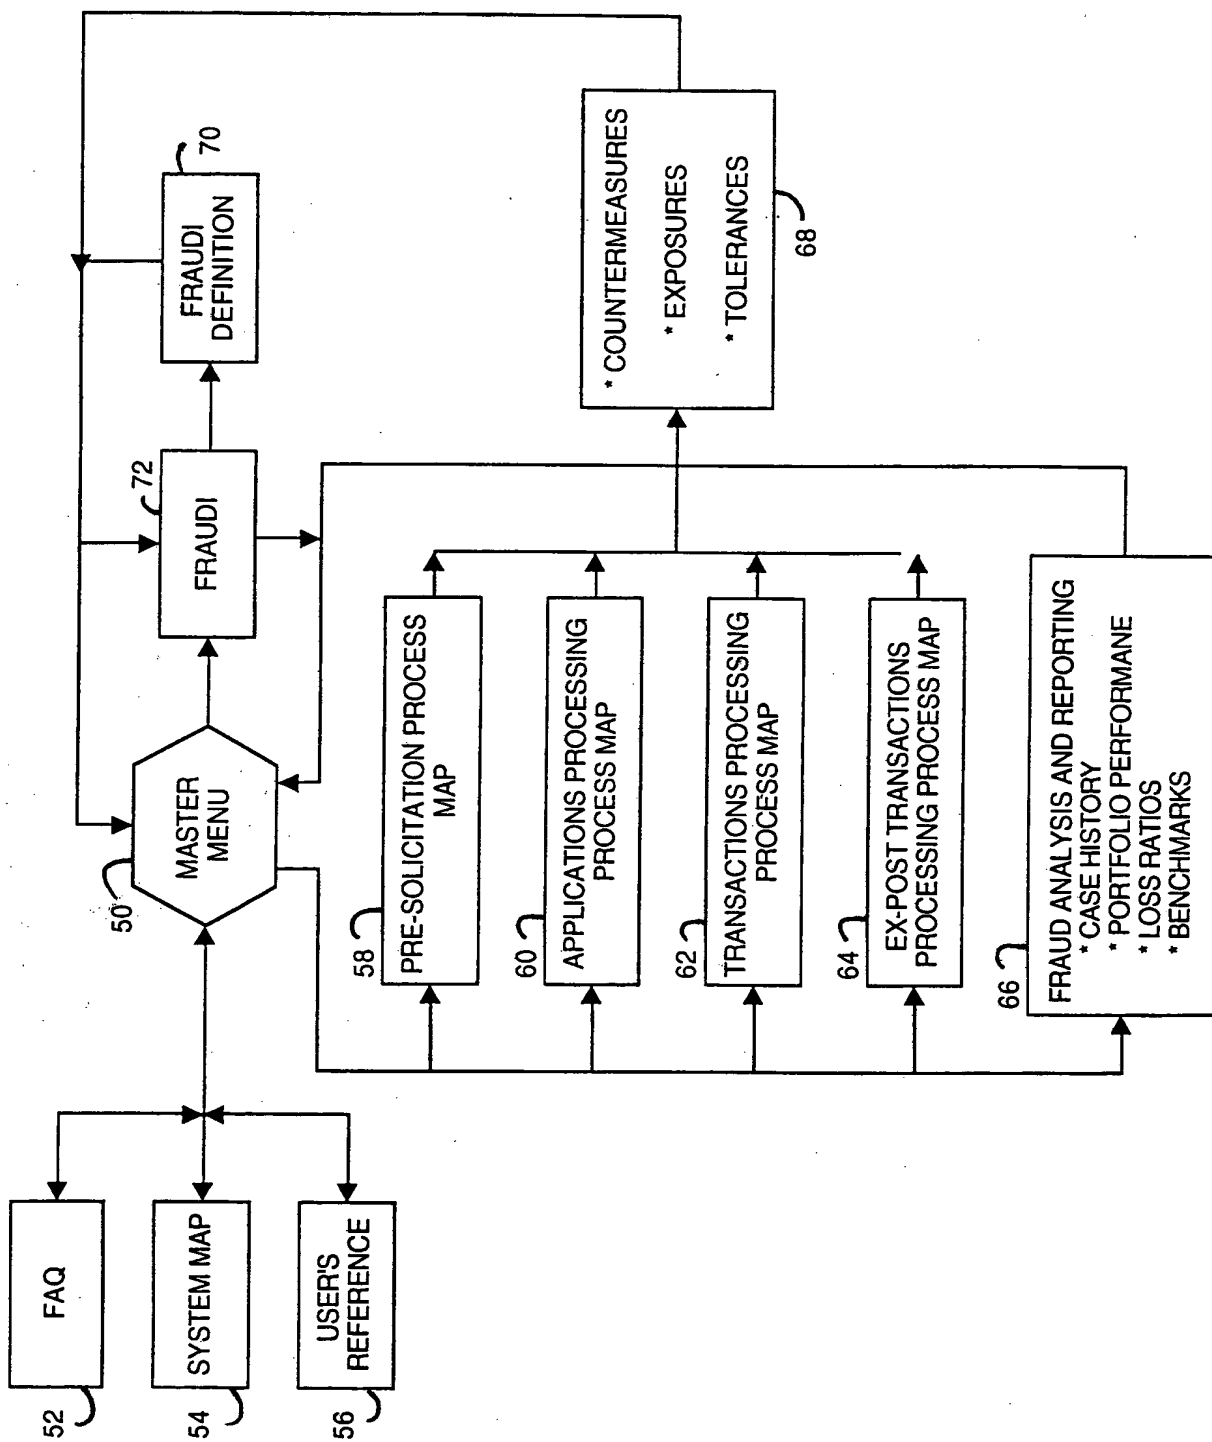 52
FAQ
54
SYSTEM MAP
56
USER'S
REFERENCE
50
MASTER
MENU
72
FRAUDI
70
FRAUDI
DEFINITION
58
PRE-SOLICITATION PROCESS
MAP
60
APPLICATIONS PROCESSING
PROCESS MAP
62
TRANSACTIONS PROCESSING
PROCESS MAP
64
EX-POST TRANSACTIONS
PROCESSING PROCESS MAP
66
FRAUD ANALYSIS AND REPORTING
* CASE HISTORY
* PORTFOLIO PERFORMANE
* LOSS RATIOS
* BENCHMARKS
* COUNTERMEASURES
* EXPOSURES
* TOLERANCES
68